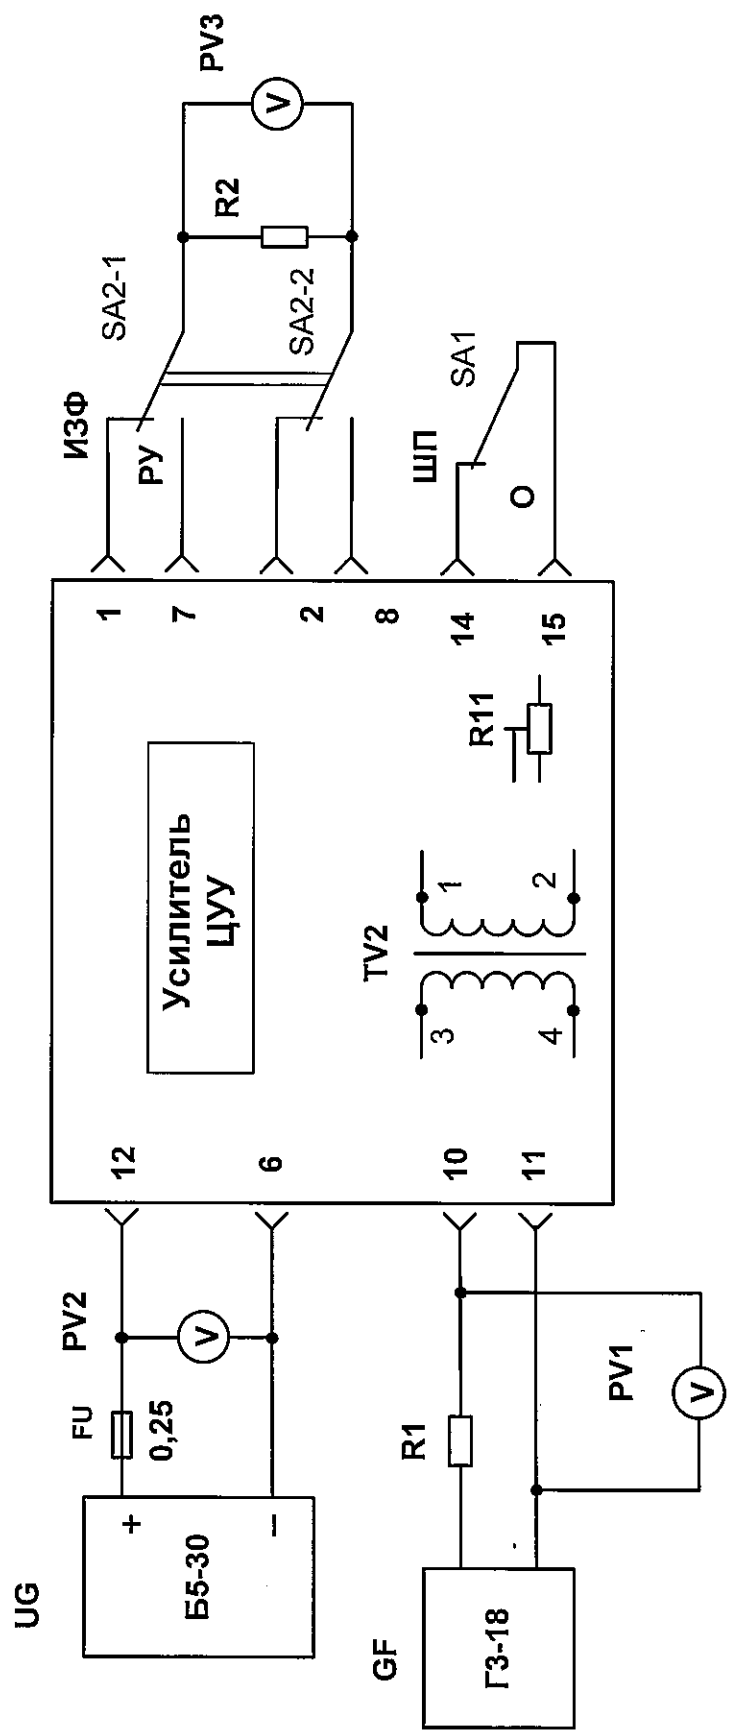 UG
Б5-30
+
−
FU
0,25
PV2
V
12
6
Усилитель
ЦУУ
1
7
2
8
14
15
ИЗФ
РУ
SA2-1
SA2-2
R2
PV3
V
ШП
О
SA1
TV2
3
4
1
2
R11
10
11
GF
ГЗ-18
R1
PV1
V